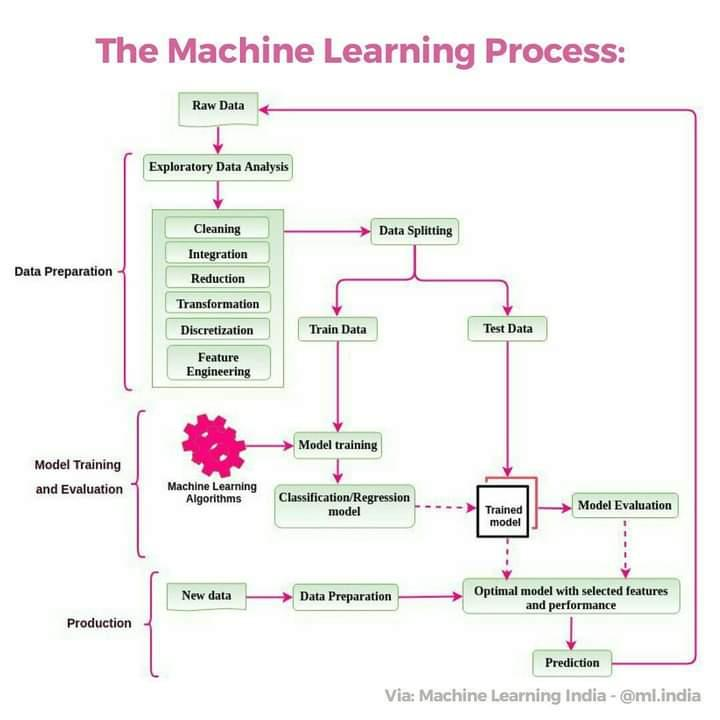 The Machine Learning Process:
Raw Data
Exploratory Data Analysis
Data Preparation
Cleaning
Integration
Reduction
Transformation
Discretization
Feature
Engineering
Data Splitting
Train Data
Test Data
Model Training
and Evaluation
Machine Learning
Algorithms
Model training
Classification/Regression
model
Trained
model
Model Evaluation
Production
New data
Data Preparation
Optimal model with selected features
and performance
Prediction
Via: Machine Learning India - @ml.india